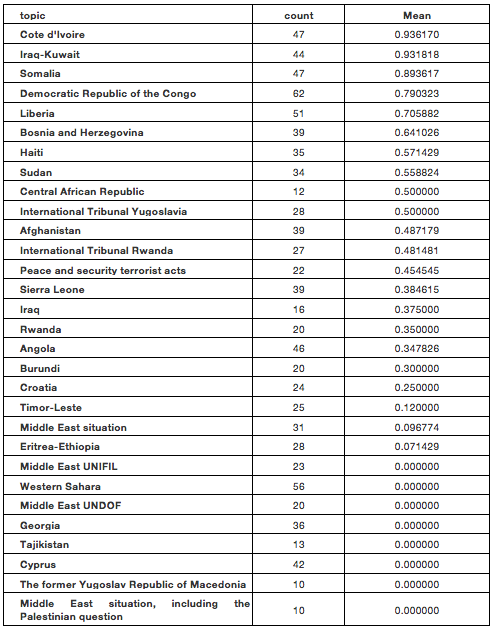 topic count Mean
Cote d'Ivoire 47 0.936170
Iraq-Kuwait 44 0.931818
Somalia 47 0.893617
Democratic Republic of the Congo 62 0.790323
Liberia 51 0.705882
Bosnia and Herzegovina 39 0.641026
Haiti 35 0.571429
Sudan 34 0.558824
Central African Republic 12 0.500000
International Tribunal Yugoslavia 28 0.500000
Afghanistan 39 0.487179
International Tribunal Rwanda 27 0.481481
Peace and security terrorist acts 22 0.454545
Sierra Leone 39 0.384615
Iraq 16 0.375000
Rwanda 20 0.350000
Angola 46 0.347826
Burundi 20 0.300000
Croatia 24 0.250000
Timor-Leste 25 0.120000
Middle East situation 31 0.096774
Eritrea-Ethiopia 28 0.071429
Middle East UNIFIL 23 0.000000
Western Sahara 56 0.000000
Middle East UNDOF 20 0.000000
Georgia 36 0.000000
Tajikistan 13 0.000000
Cyprus 42 0.000000
The former Yugoslav Republic of Macedonia 10 0.000000
Middle East situation, including the
Palestinian question 10 0.000000